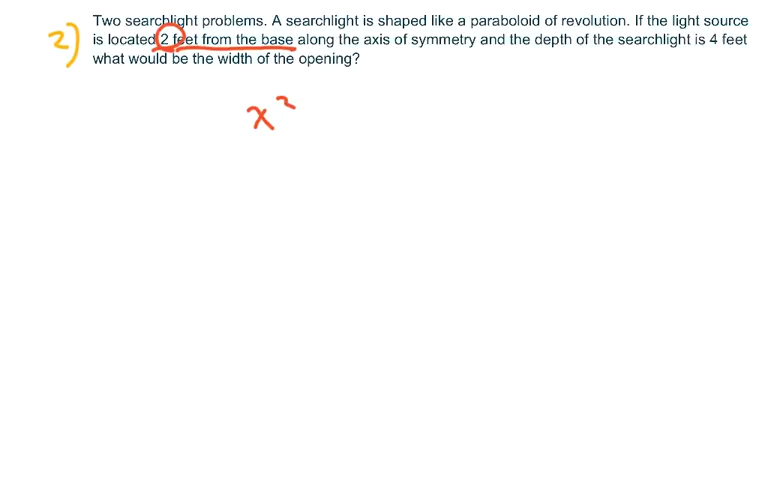 Two searchlight problems. A searchlight is shaped like a paraboloid of revolution. If the light source
2) is located 2 feet from the base along the axis of symmetry and the depth of the searchlight is 4 feet
what would be the width of the opening?
x²